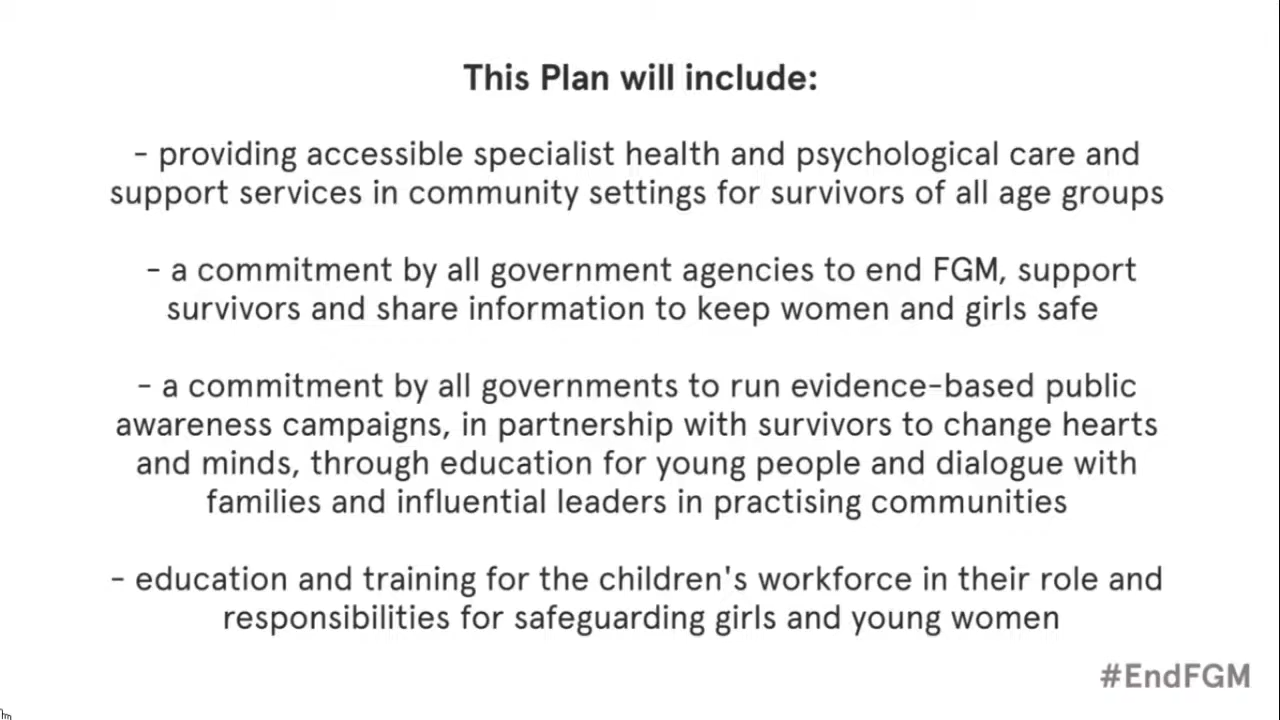 This Plan will include:
- providing accessible specialist health and psychological care and
support services in community settings for survivors of all age groups
- a commitment by all government agencies to end FGM, support
survivors and share information to keep women and girls safe
- a commitment by all governments to run evidence-based public
awareness campaigns, in partnership with survivors to change hearts
and minds, through education for young people and dialogue with
families and influential leaders in practising communities
- education and training for the children's workforce in their role and
responsibilities for safeguarding girls and young women
#EndFGM